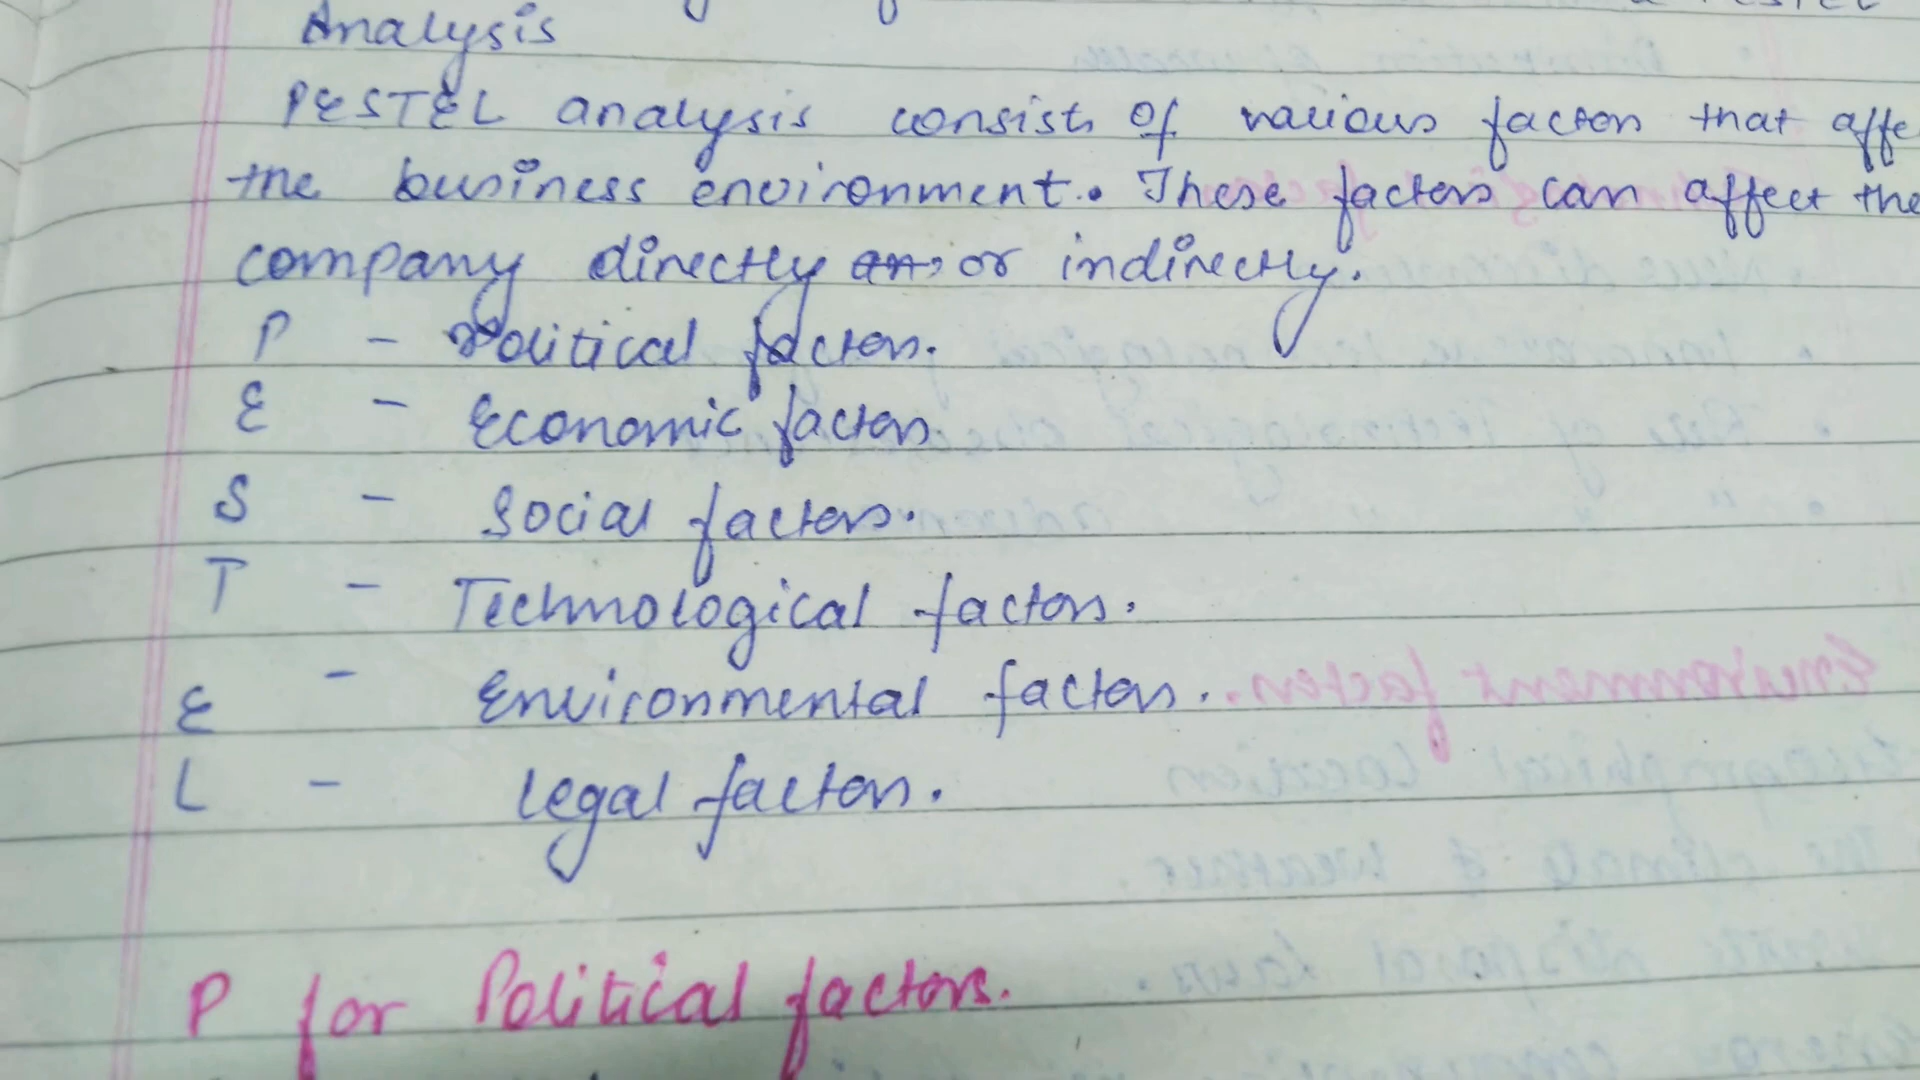 Analysis
PESTEL analysis consists of various factors that affe
the business environment. These factors can affect the
company directly or indirectly.
P - Political factors.
E - Economic factors.
S - Social factors.
T - Technological factors.
E - Environmental factors.
L - Legal factors.
P for Political factors.